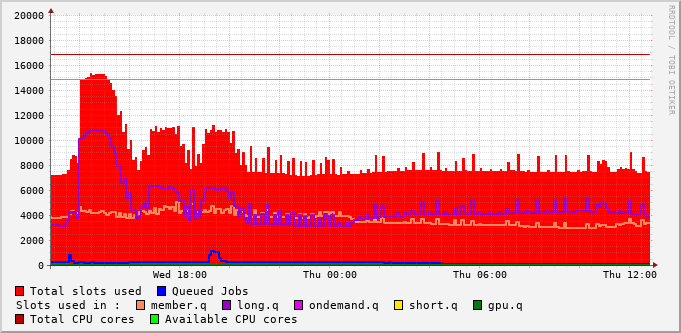 20000
18000
16000
14000
12000
10000
8000
6000
4000
2000
0
Wed 18:00 Thu 00:00 Thu 06:00 Thu 12:00
RRDTOOL / TOBI OETIKER
Total slots used Queued Jobs
Slots used in : member.q long.q ondemand.q short.q gpu.q
Total CPU cores Available CPU cores